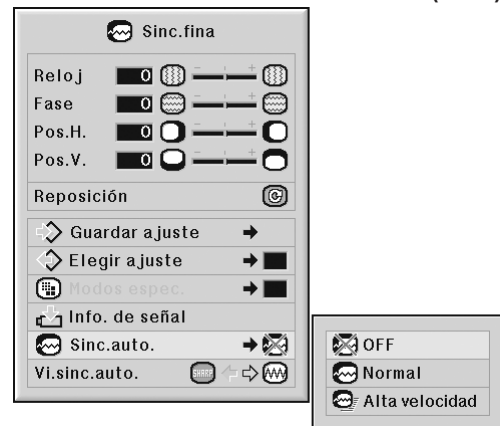 Sinc.fina
Reloj 0 - +
Fase 0 - +
Pos.H. 0 - +
Pos.V. 0 - +
Reposición
Guardar ajuste
Elegir ajuste
Modos espec.
Info. de señal
Sinc.auto.
Vi.sinc.auto. SHARP
OFF
Normal
Alta velocidad